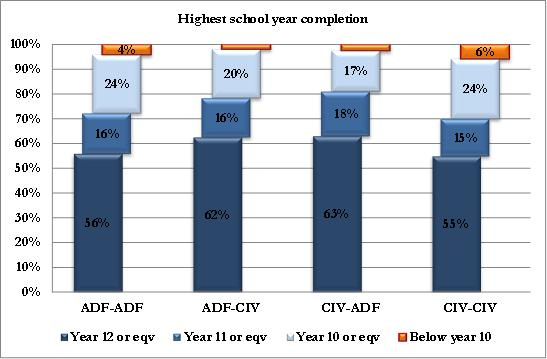 Highest school year completion
100%
90%
80%
70%
60%
50%
40%
30%
20%
10%
0%
4% 6%
24% 20% 17% 24%
16% 16% 18% 15%
56% 62% 63% 55%
ADF-ADF ADF-CIV CIV-ADF CIV-CIV
Year 12 or eqv Year 11 or eqv Year 10 or eqv Below year 10